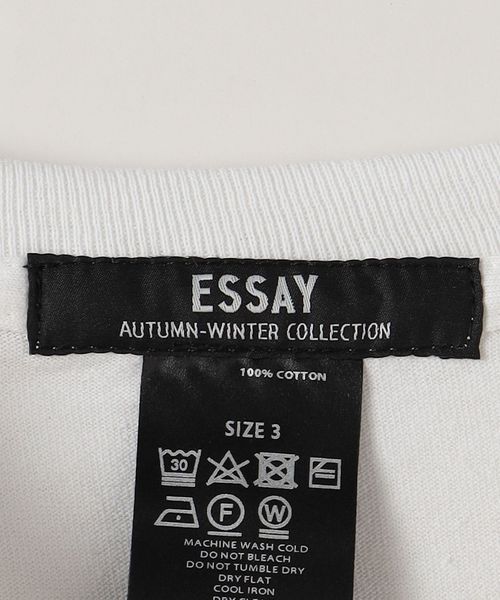 ESSAY
AUTUMN-WINTER COLLECTION
100% COTTON
SIZE 3
30
F W
MACHINE WASH COLD
DO NOT BLEACH
DO NOT TUMBLE DRY
DRY FLAT
COOL IRON